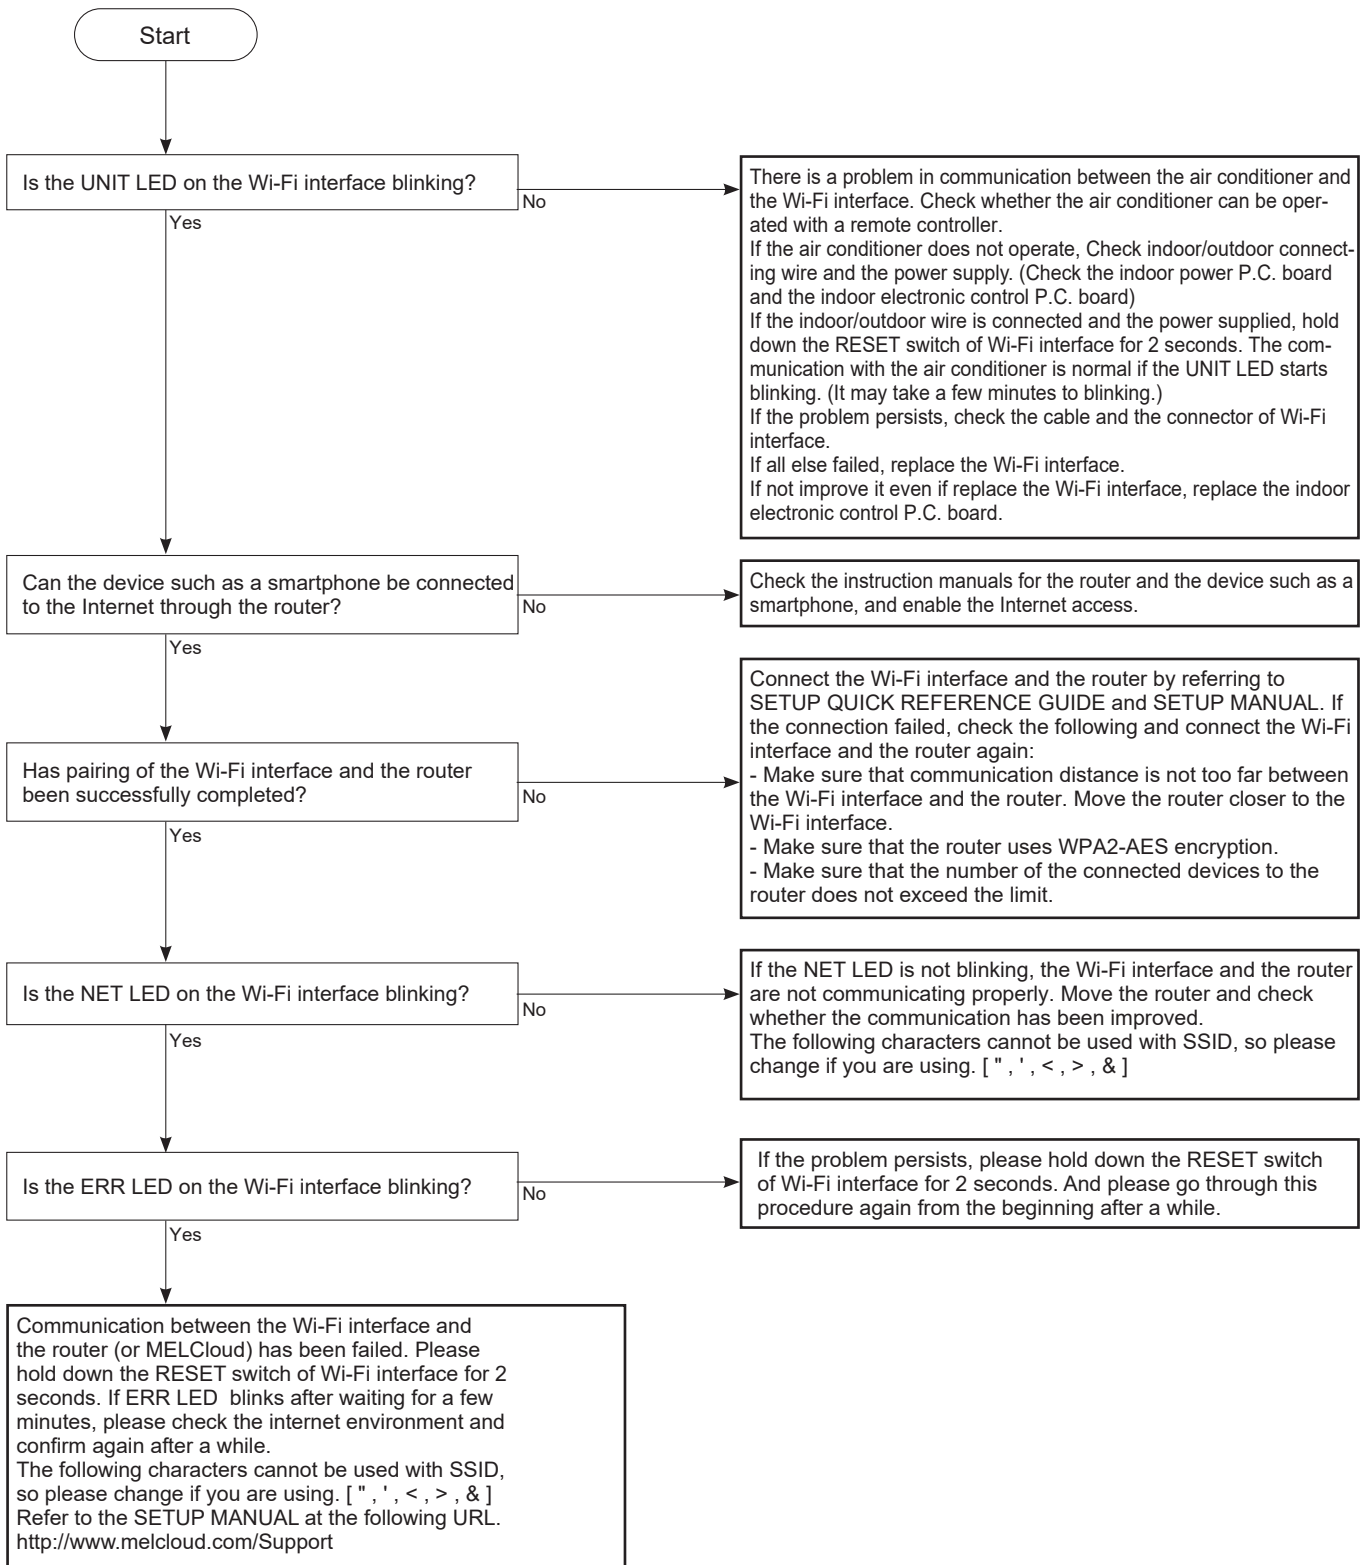 Start
Is the UNIT LED on the Wi-Fi interface blinking?
No
Yes
There is a problem in communication between the air conditioner and
the Wi-Fi interface. Check whether the air conditioner can be oper-
ated with a remote controller.
If the air conditioner does not operate, Check indoor/outdoor connect-
ing wire and the power supply. (Check the indoor power P.C. board
and the indoor electronic control P.C. board)
If the indoor/outdoor wire is connected and the power supplied, hold
down the RESET switch of Wi-Fi interface for 2 seconds. The com-
munication with the air conditioner is normal if the UNIT LED starts
blinking. (It may take a few minutes to blinking.)
If the problem persists, check the cable and the connector of Wi-Fi
interface.
If all else failed, replace the Wi-Fi interface.
If not improve it even if replace the Wi-Fi interface, replace the indoor
electronic control P.C. board.
Can the device such as a smartphone be connected
to the Internet through the router?
No
Yes
Check the instruction manuals for the router and the device such as a
smartphone, and enable the Internet access.
Has pairing of the Wi-Fi interface and the router
been successfully completed?
No
Yes
Connect the Wi-Fi interface and the router by referring to
SETUP QUICK REFERENCE GUIDE and SETUP MANUAL. If
the connection failed, check the following and connect the Wi-Fi
interface and the router again:
- Make sure that communication distance is not too far between
the Wi-Fi interface and the router. Move the router closer to the
Wi-Fi interface.
- Make sure that the router uses WPA2-AES encryption.
- Make sure that the number of the connected devices to the
router does not exceed the limit.
Is the NET LED on the Wi-Fi interface blinking?
No
Yes
If the NET LED is not blinking, the Wi-Fi interface and the router
are not communicating properly. Move the router and check
whether the communication has been improved.
The following characters cannot be used with SSID, so please
change if you are using. [ " , ' , < , > , & ]
Is the ERR LED on the Wi-Fi interface blinking?
No
Yes
If the problem persists, please hold down the RESET switch
of Wi-Fi interface for 2 seconds. And please go through this
procedure again from the beginning after a while.
Communication between the Wi-Fi interface and
the router (or MELCloud) has been failed. Please
hold down the RESET switch of Wi-Fi interface for 2
seconds. If ERR LED  blinks after waiting for a few
minutes, please check the internet environment and
confirm again after a while.
The following characters cannot be used with SSID,
so please change if you are using. [ " , ' , < , > , & ]
Refer to the SETUP MANUAL at the following URL.
http://www.melcloud.com/Support